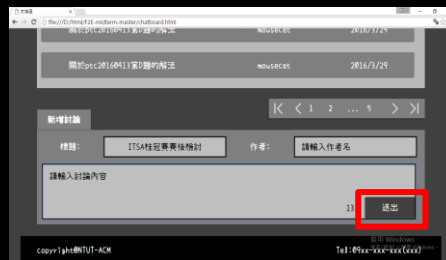 討論區
file:///D:/html/F2E-midterm-master/chatboard.html
關於ptc20160413第D題的解法 mousecat 2016/3/29
關於ptc20160413第D題的解法 mousecat 2016/3/29
|< < 1 2 ... 5 > >|
新增討論
標題: ITSA桂冠賽賽後檢討 作者: 請輸入作者名
請輸入討論內容
送出
啟用 Windows
copyright@NTUT-ACM Tel:09xx-xxx-xxx(xxx)